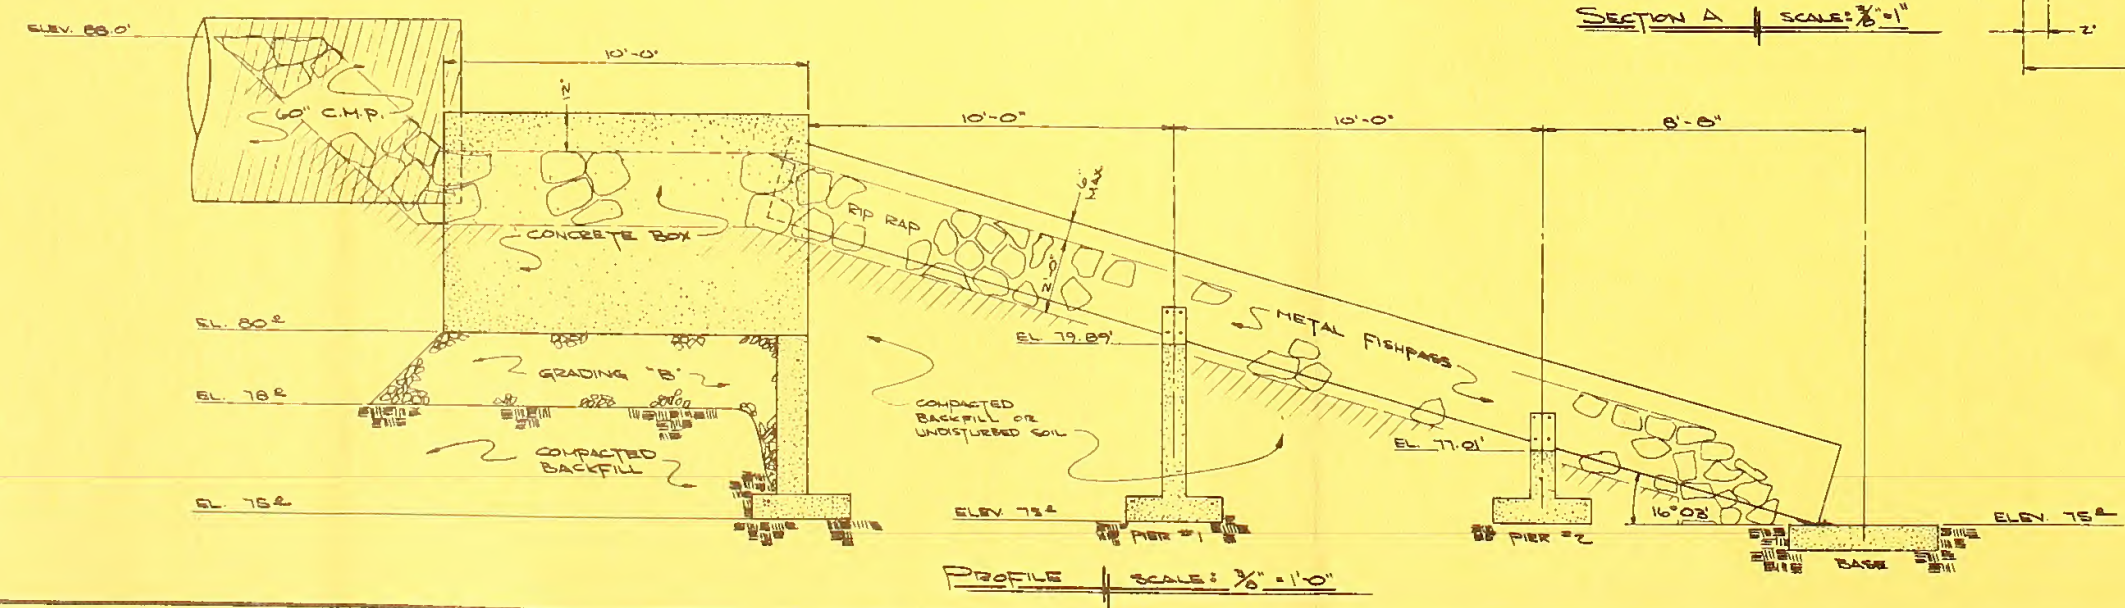 SECTION A SCALE: 3/8" = 1"
2'
ELEV. 88.0'
10'-0"
12"
60" C.M.P.
10'-0"
10'-0"
8'-8"
6" MAX
RIP RAP
CONCRETE BOX
2'-0"
METAL FISHPASS
EL. 80
EL. 79.89'
GRADING "B"
EL. 78
COMPACTED
BACKFILL OR
UNDISTURBED SOIL
EL. 77.01'
COMPACTED
BACKFILL
EL. 75
ELEV. 75
16°03'
ELEV. 75
PIER #1
PIER #2
BASE
PROFILE SCALE: 3/8" = 1'-0"